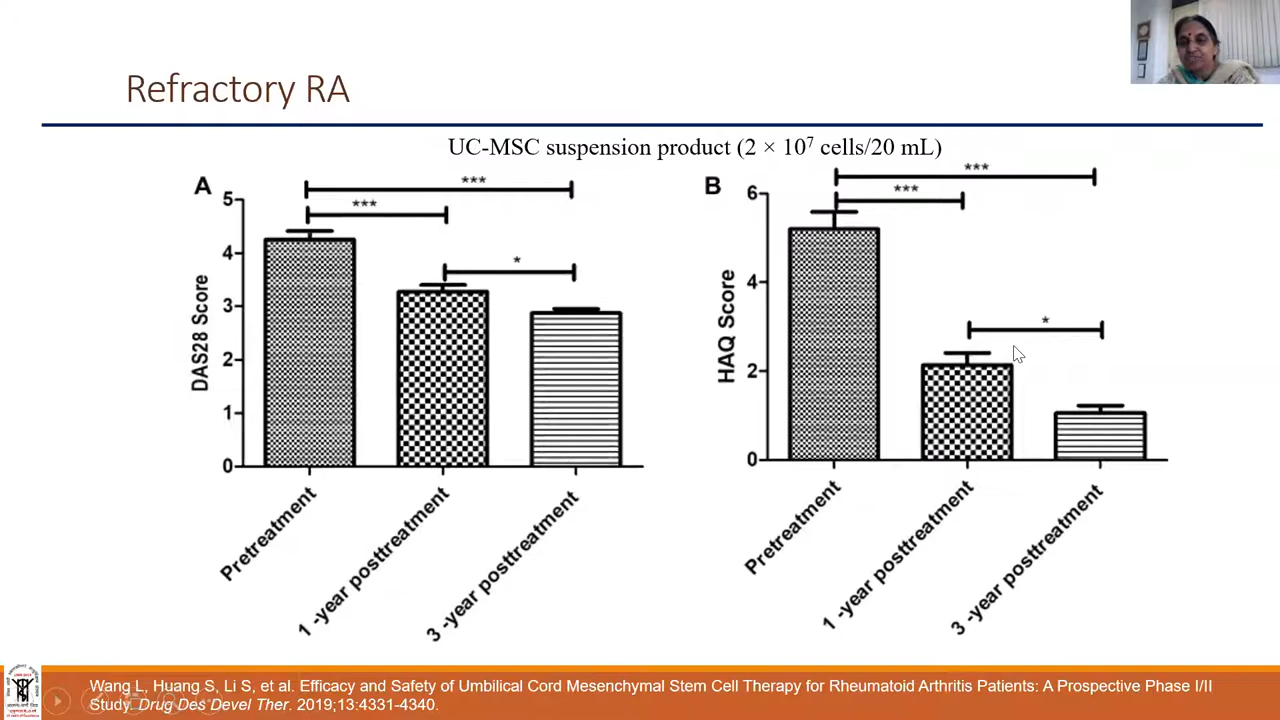 Refractory RA
UC-MSC suspension product (2 × 10⁷ cells/20 mL)
A
***
***
*
5
4
3
2
1
0
DAS28 Score
Pretreatment
1 -year posttreatment
3 -year posttreatment
B
***
***
*
6
4
2
0
HAQ Score
Pretreatment
1 -year posttreatment
3 -year posttreatment
Wang L, Huang S, Li S, et al. Efficacy and Safety of Umbilical Cord Mesenchymal Stem Cell Therapy for Rheumatoid Arthritis Patients: A Prospective Phase I/II
Study. Drug Des Devel Ther. 2019;13:4331-4340.